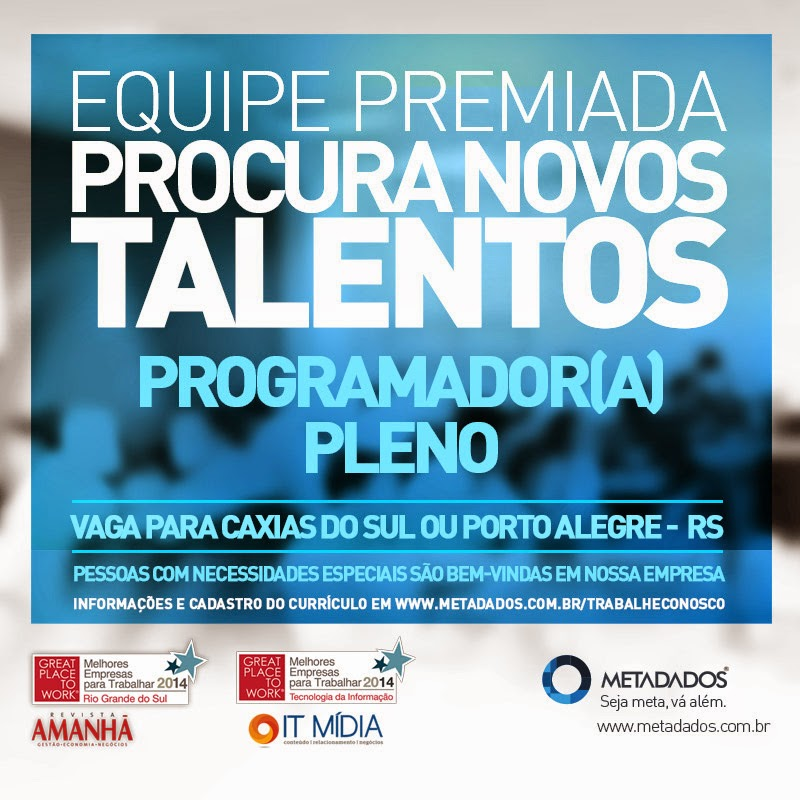 EQUIPE PREMIADA
PROCURA NOVOS
TALENTOS
PROGRAMADOR(A)
PLENO
VAGA PARA CAXIAS DO SUL OU PORTO ALEGRE - RS
PESSOAS COM NECESSIDADES ESPECIAIS SÃO BEM-VINDAS EM NOSSA EMPRESA
INFORMAÇÕES E CADASTRO DO CURRÍCULO EM WWW.METADADOS.COM.BR/TRABALHECONOSCO
GREAT
PLACE
TO
WORK®
Melhores
Empresas
para Trabalhar 2014
Rio Grande do Sul
REVISTA
AMANHÃ
GESTÃO•ECONOMIA•NEGÓCIOS
GREAT
PLACE
TO
WORK®
Melhores
Empresas
para Trabalhar 2014
Tecnologia da Informação
IT MÍDIA
conteúdo | relacionamento | negócios
METADADOS®
Seja meta, vá além.
www.metadados.com.br